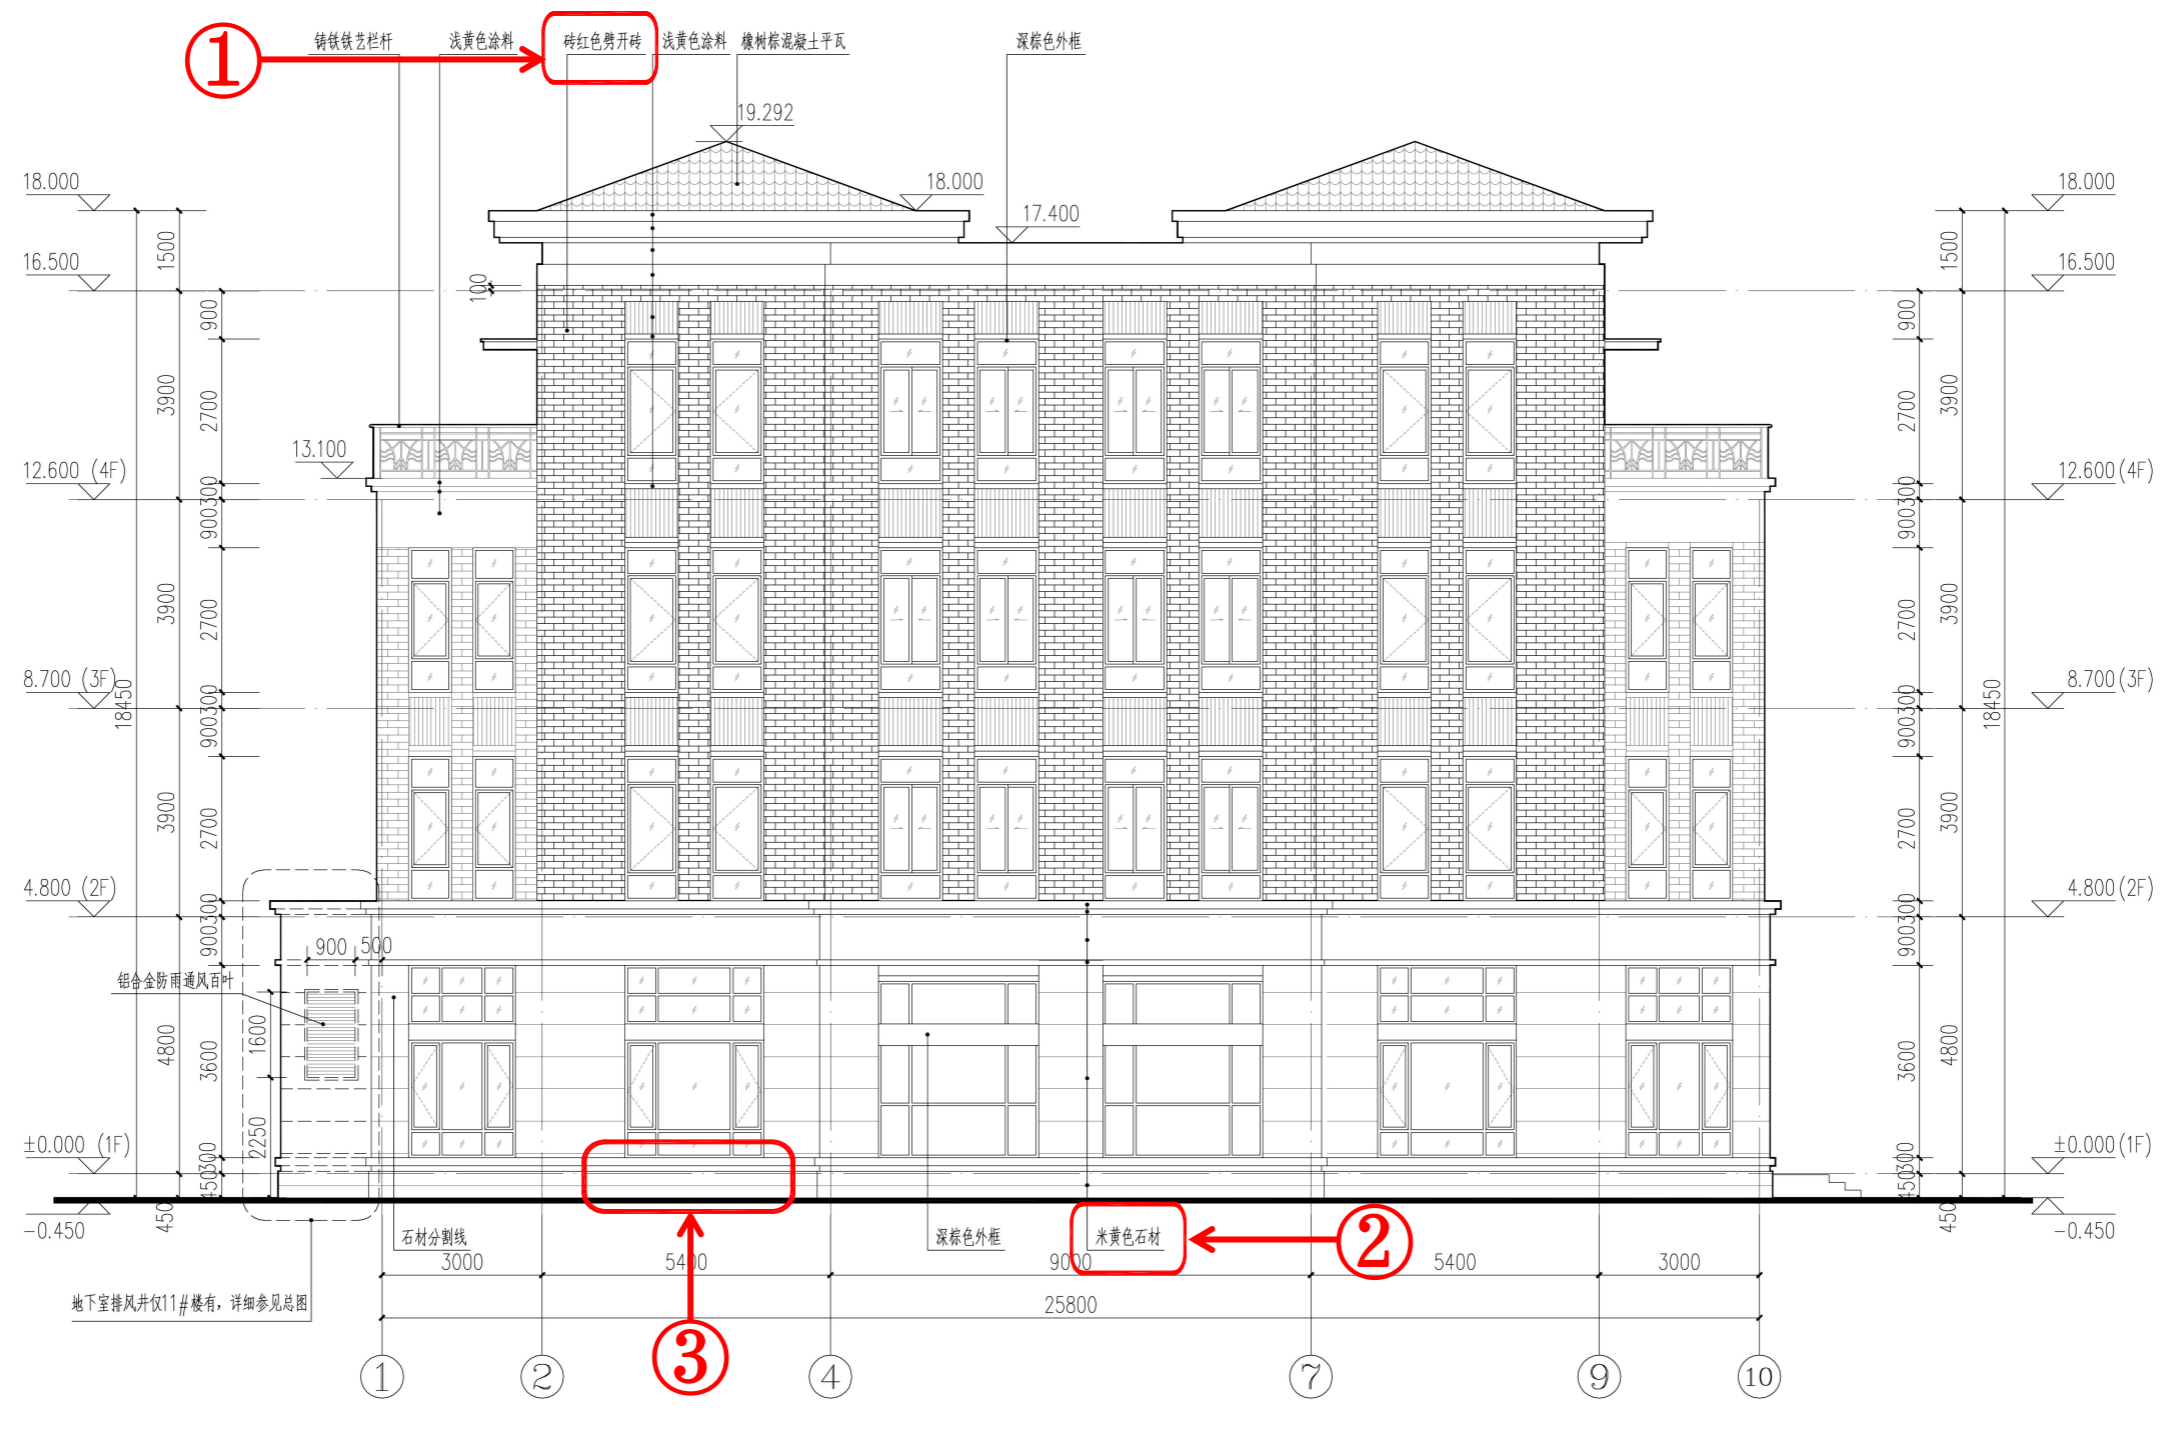 ① 铸铁铁艺栏杆 浅黄色涂料 砖红色劈开砖 浅黄色涂料 橡树棕混凝土平瓦 深棕色外框
19.292
18.000 18.000 18.000
17.400
1500 1500
16.500 16.500
100
900 900
3900 2700 2700 3900
13.100
12.600 (4F) 12.600(4F)
300 300
900 900
3900 2700 2700 3900
8.700 (3F) 8.700(3F)
18450 18450
300 300
900 900
3900 2700 2700 3900
4.800 (2F) 4.800(2F)
300 300
900 900
900 500
铝合金防雨通风百叶
1600
4800 3600 3600 4800
2250
±0.000 (1F) ±0.000(1F)
300 300
450 450
450 450
-0.450 -0.450
石材分割线 深棕色外框 米黄色石材 ②
3000 5400 9000 5400 3000
地下室排风井仅11#楼有，详细参见总图
25800
③
1 2 4 7 9 10